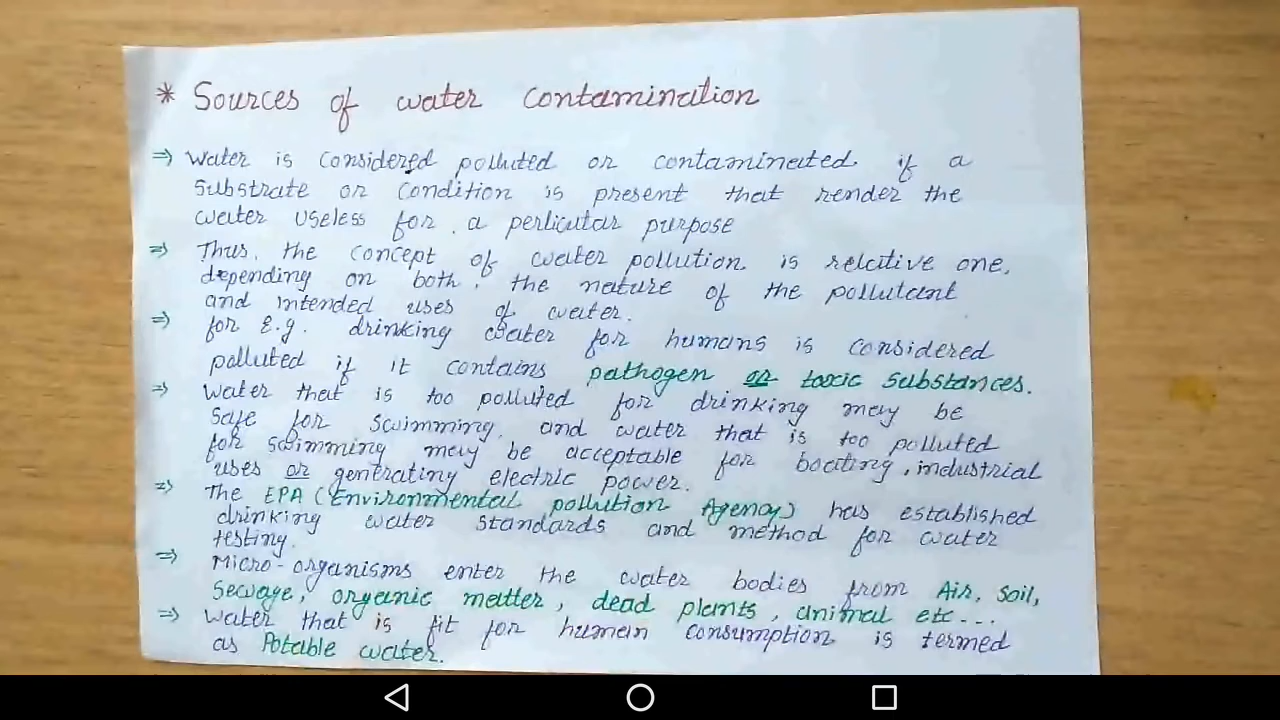 * Sources of water contamination
⇒ Water is considered polluted or contaminated if a
substrate or condition is present that render the
water useless for a perticular purpose
⇒ Thus, the concept of water pollution is relative one,
depending on both, the nature of the pollutant
and intended uses of water.
⇒ for E.g. drinking water for humans is considered
polluted if it contains pathogen or toxic substances.
⇒ Water that is too polluted for drinking may be
safe for swimming, and water that is too polluted
for swimming may be acceptable for boating, industrial
uses or generating electric power.
⇒ The EPA (Environmental pollution Agency) has established
drinking water standards and method for water
testing.
⇒ Micro-organisms enter the water bodies from Air, Soil,
Sewage, organic matter, dead plants, animal etc...
⇒ Water that is fit for human consumption is termed
as Potable water.